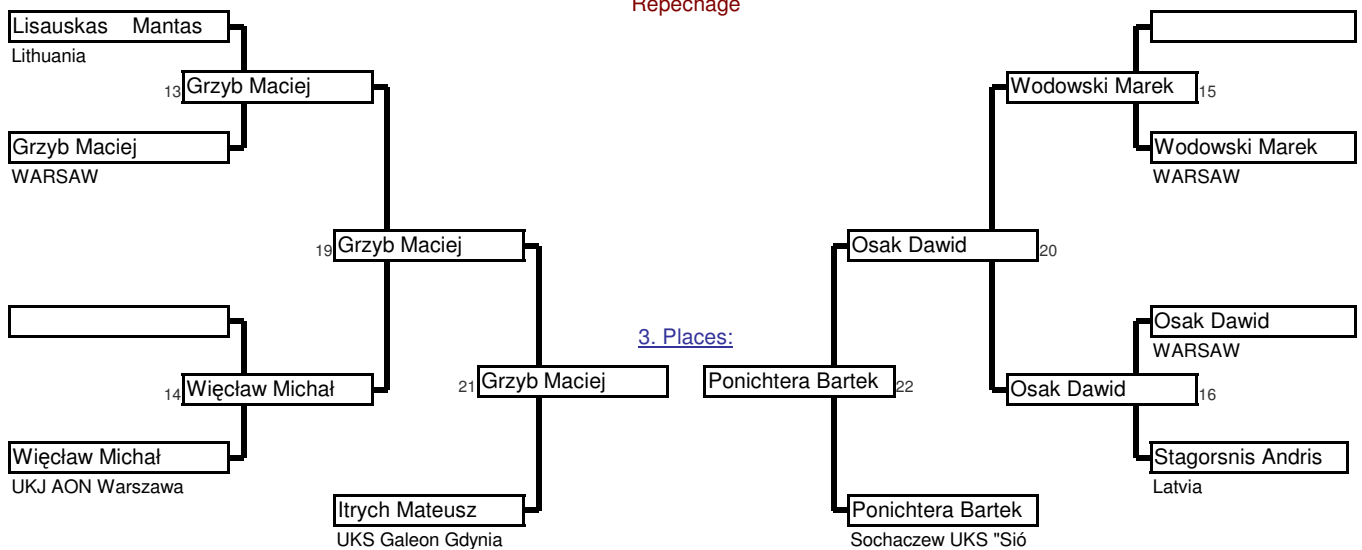 Repechage
Lisauskas Mantas
Lithuania
13 Grzyb Maciej
Grzyb Maciej
WARSAW
19 Grzyb Maciej
14 Więcław Michał
Więcław Michał
UKJ AON Warszawa
21 Grzyb Maciej
Itrych Mateusz
UKS Galeon Gdynia
3. Places:
Wodowski Marek 15
Wodowski Marek
WARSAW
Osak Dawid 20
Osak Dawid
WARSAW
Ponichtera Bartek 22
Osak Dawid 16
Stagorsnis Andris
Latvia
Ponichtera Bartek
Sochaczew UKS "Sió